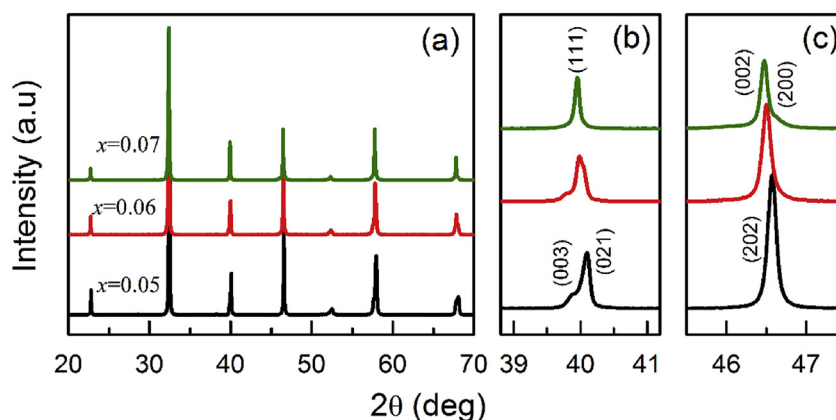 (a)
(b)
(c)
Intensity (a.u)
x=0.07
x=0.06
x=0.05
(111)
(003)
(021)
(002)
(200)
(202)
20 30 40 50 60 70
39 40 41
46 47
2θ (deg)